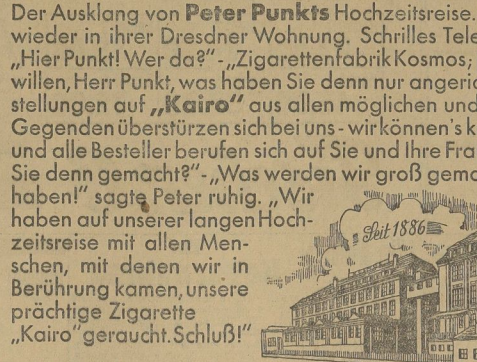 Der Ausklang von Peter Punkts Hochzeitsreise.
wieder in ihrer Dresdner Wohnung. Schrilles Tele
„Hier Punkt! Wer da?“ - „Zigarettenfabrik Kosmos;
willen, Herr Punkt, was haben Sie denn nur angeric
stellungen auf „Kairo“ aus allen möglichen und
Gegenden überstürzen sich bei uns - wir können's k
und alle Besteller berufen sich auf Sie und Ihre Fra
Sie denn gemacht?“ - „Was werden wir groß gema
haben!“ sagte Peter ruhig. „Wir
haben auf unserer langen Hoch-
zeitsreise mit allen Men-
schen, mit denen wir in
Berührung kamen, unsere
prächtige Zigarette
„Kairo“ geraucht. Schluß!“
Seit 1886